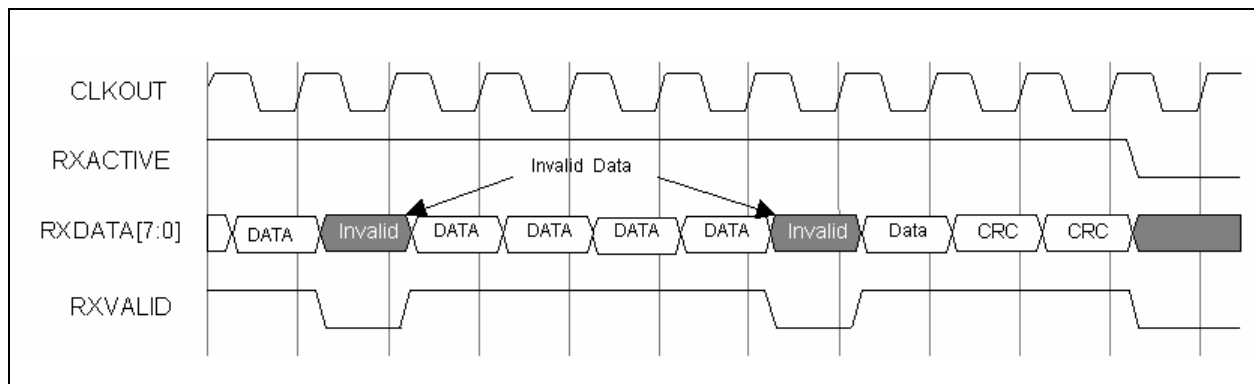 CLKOUT
RXACTIVE
Invalid Data
RXDATA[7:0]
DATA Invalid DATA DATA DATA DATA Invalid Data CRC CRC
RXVALID